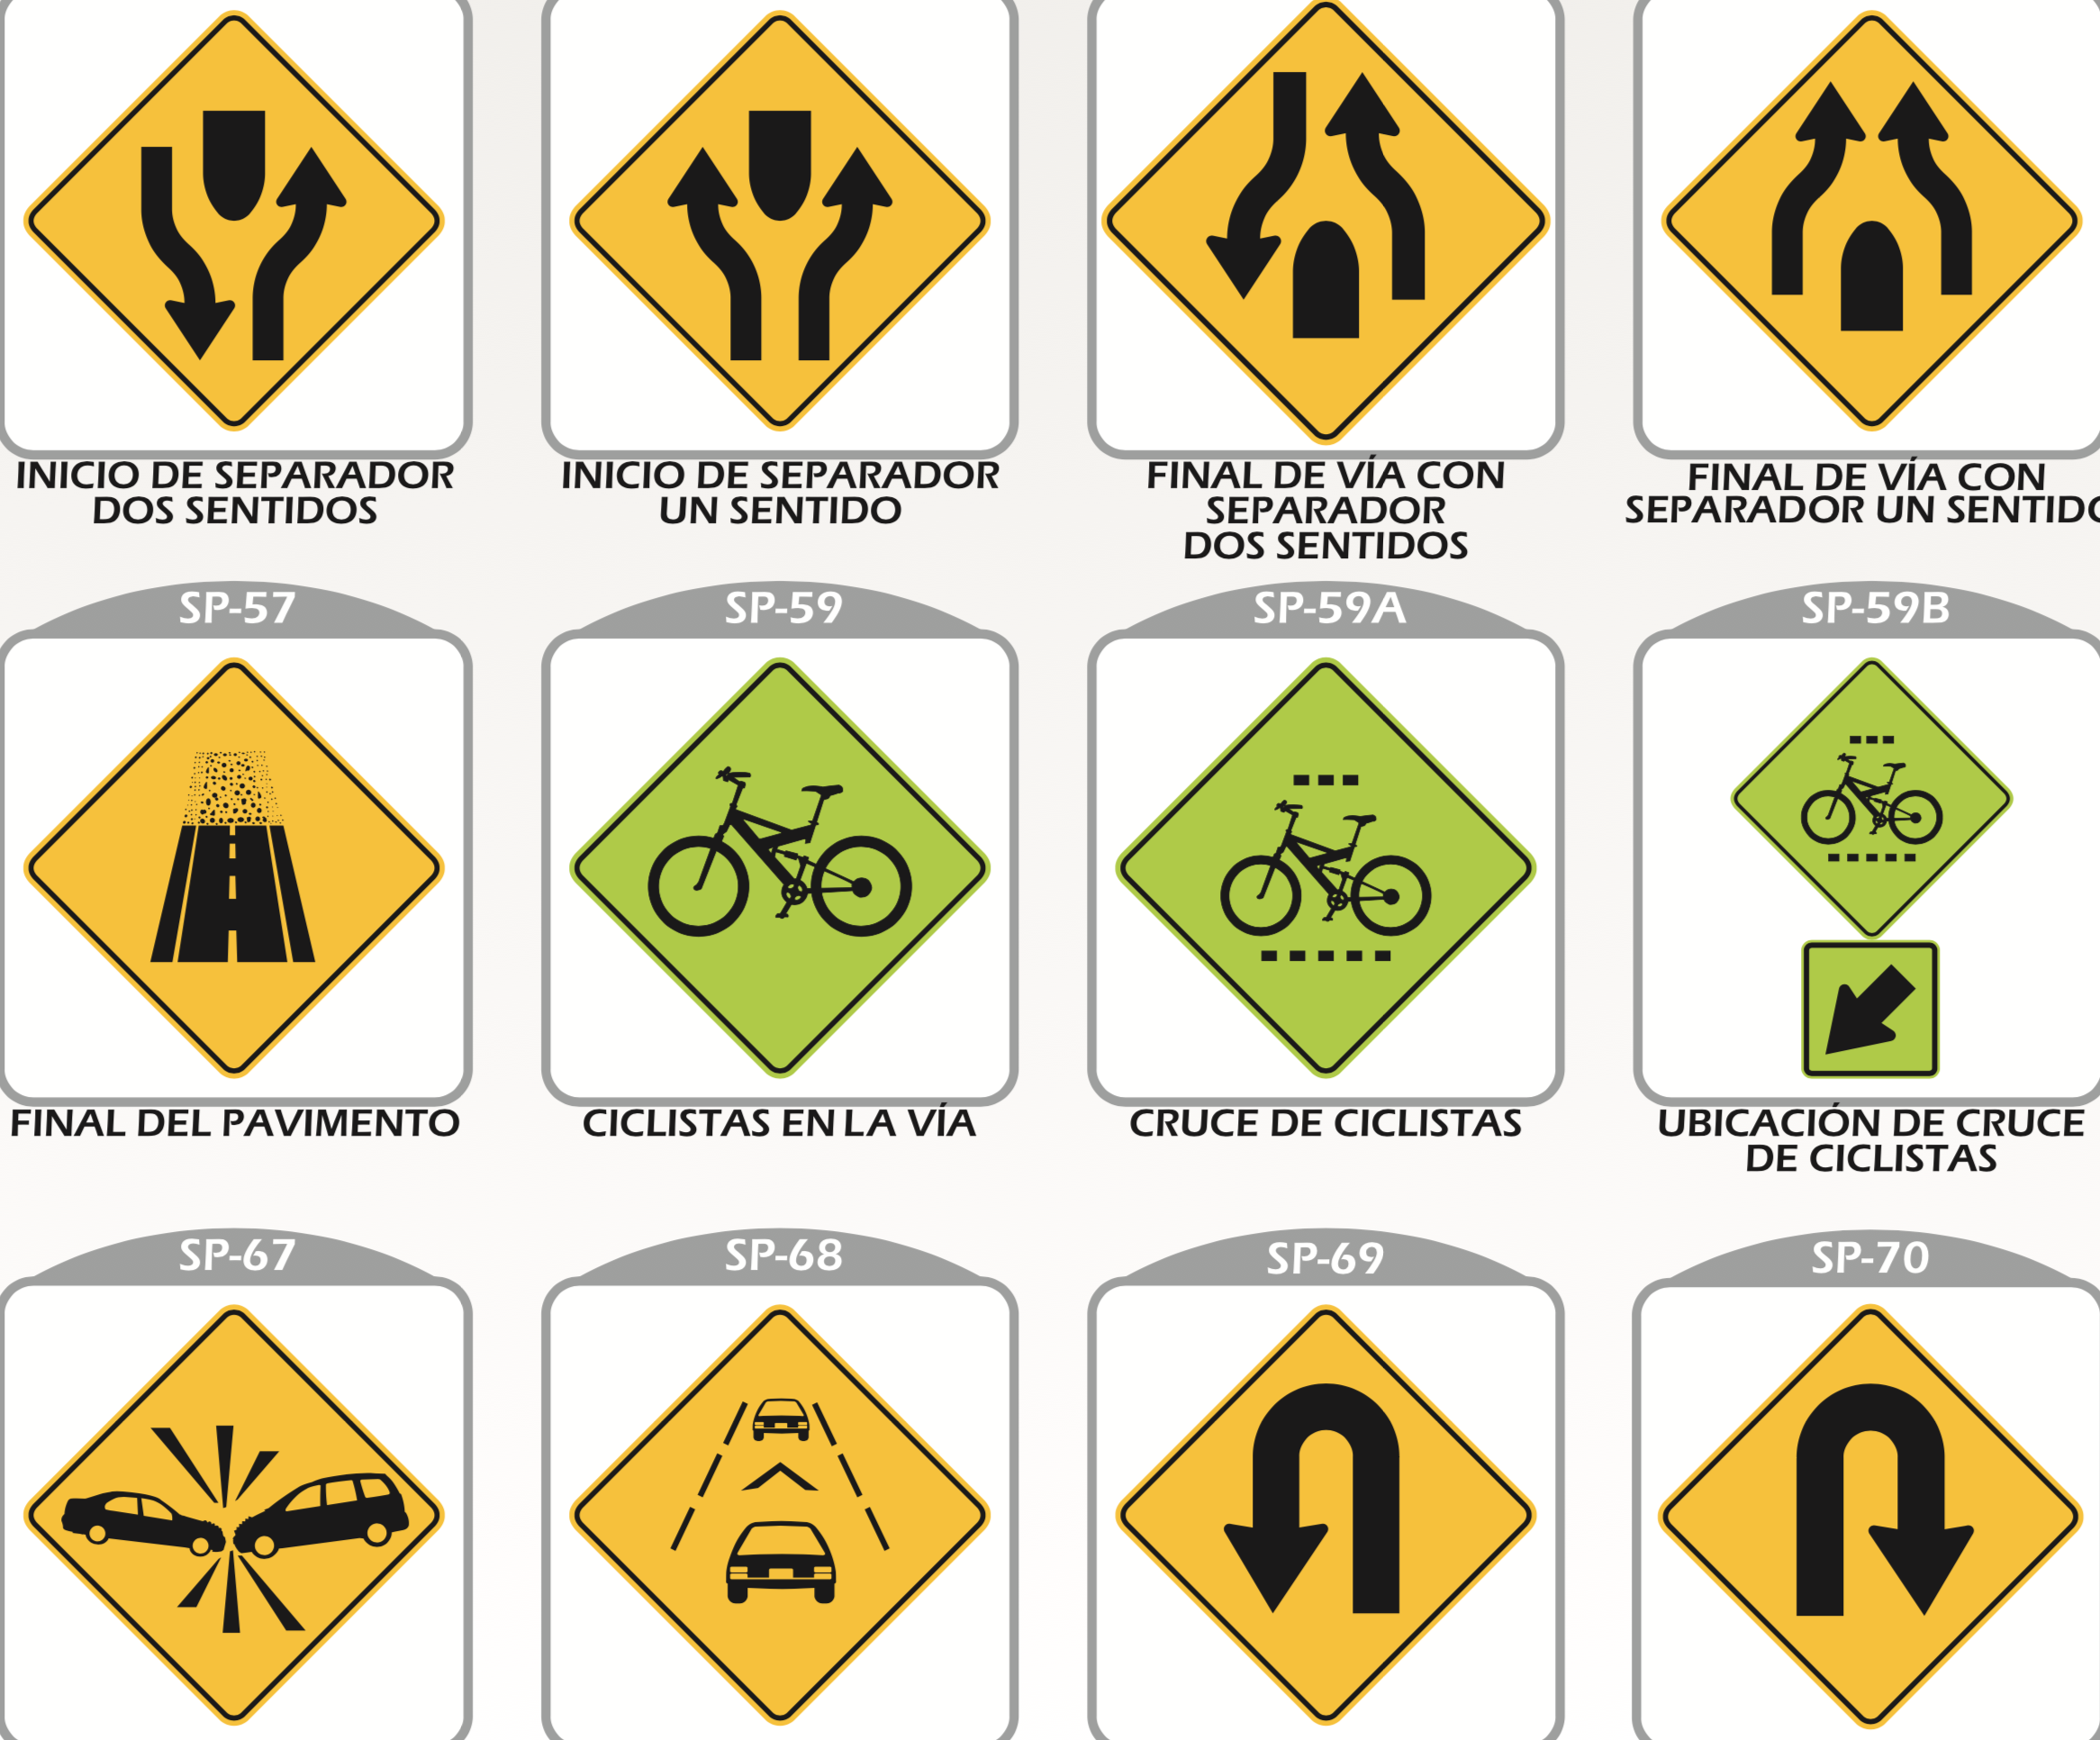 INICIO DE SEPARADOR
DOS SENTIDOS
INICIO DE SEPARADOR
UN SENTIDO
FINAL DE VÍA CON
SEPARADOR
DOS SENTIDOS
FINAL DE VÍA CON
SEPARADOR UN SENTIDO
SP-57
SP-59
SP-59A
SP-59B
FINAL DEL PAVIMENTO
CICLISTAS EN LA VÍA
CRUCE DE CICLISTAS
UBICACIÓN DE CRUCE
DE CICLISTAS
SP-67
SP-68
SP-69
SP-70